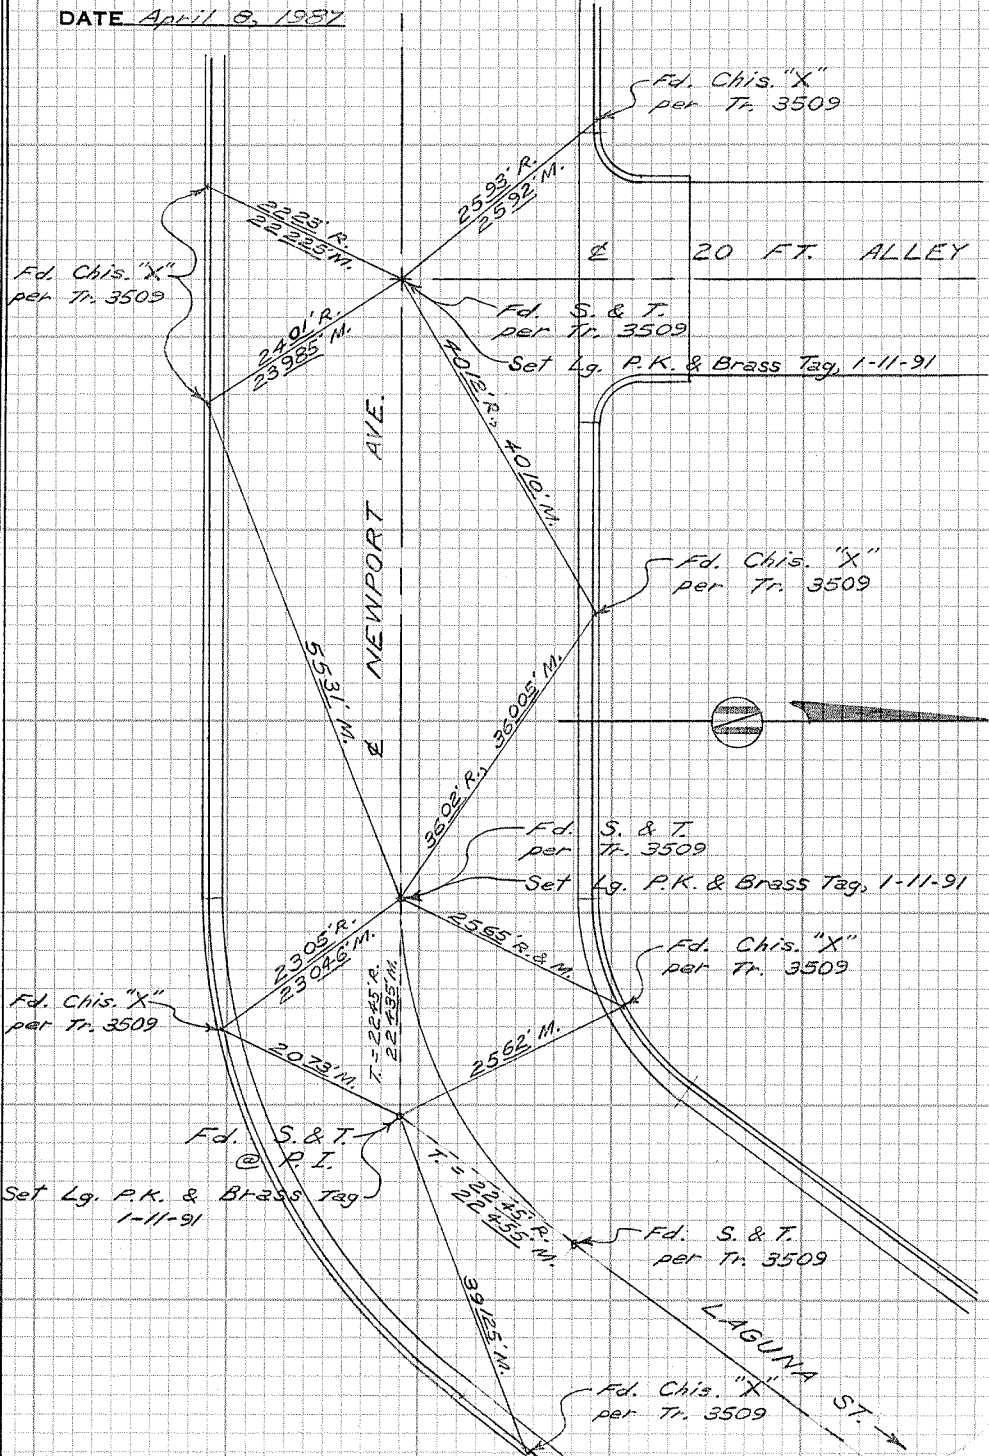 DATE April 8, 1987
Fd. Chis. "X"
per Tr. 3509
25.93' R.
25.92' M.
22.23' R.
22.225' M.
℄ 20 FT. ALLEY
Fd. Chis. "X"
per Tr. 3509
Fd. S. & T.
per Tr. 3509
24.01' R.
23.985' M.
Set Lg. P.K. & Brass Tag, 1-11-91
40.12' R., 40.10' M.
℄ NEWPORT AVE.
Fd. Chis. "X"
per Tr. 3509
55.31' M.
36.02' R., 36.005' M.
Fd. S. & T.
per Tr. 3509
Set Lg. P.K. & Brass Tag, 1-11-91
23.05' R.
23.046' M.
25.65' R. & M.
Fd. Chis. "X"
per Tr. 3509
Fd. Chis. "X"
per Tr. 3509
T. = 22.45' R.
22.435' M.
20.73' M.
25.62' M.
Fd. S. & T.
@ P.I.
Set Lg. P.K. & Brass Tag
1-11-91
T. = 22.45' R.
22.455' M.
Fd. S. & T.
per Tr. 3509
39.125' M.
LAGUNA ST.
Fd. Chis. "X"
per Tr. 3509